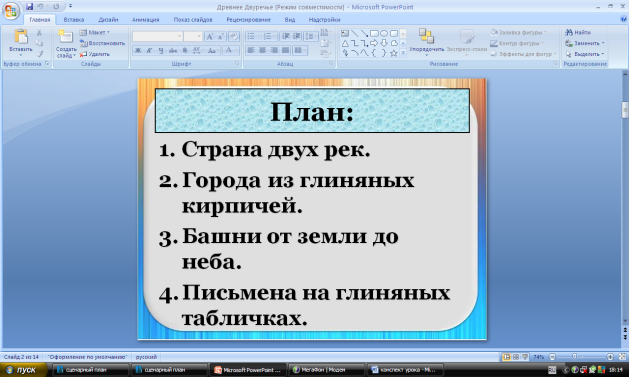 Древнее Двуречье (Режим совместимости) - Microsoft PowerPoint
Главная Вставка Дизайн Анимация Показ слайдов Рецензирование Вид Надстройки
Вставить
Создать слайд
Макет
Восстановить
Удалить
Упорядочить
Экспресс-стили
Заливка фигуры
Контур фигуры
Эффекты для фигур
Найти
Заменить
Выделить
Буфер обмена Слайды Шрифт Абзац Рисование Редактирование
План:
1. Страна двух рек.
2. Города из глиняных
кирпичей.
3. Башни от земли до
неба.
4. Письмена на глиняных
табличках.
Слайд 2 из 14 "Оформление по умолчанию" русский 74%
пуск сценарный план сценарный план Microsoft PowerPoint ... МегаФон | Модем конспект урока - Mi... 18:14